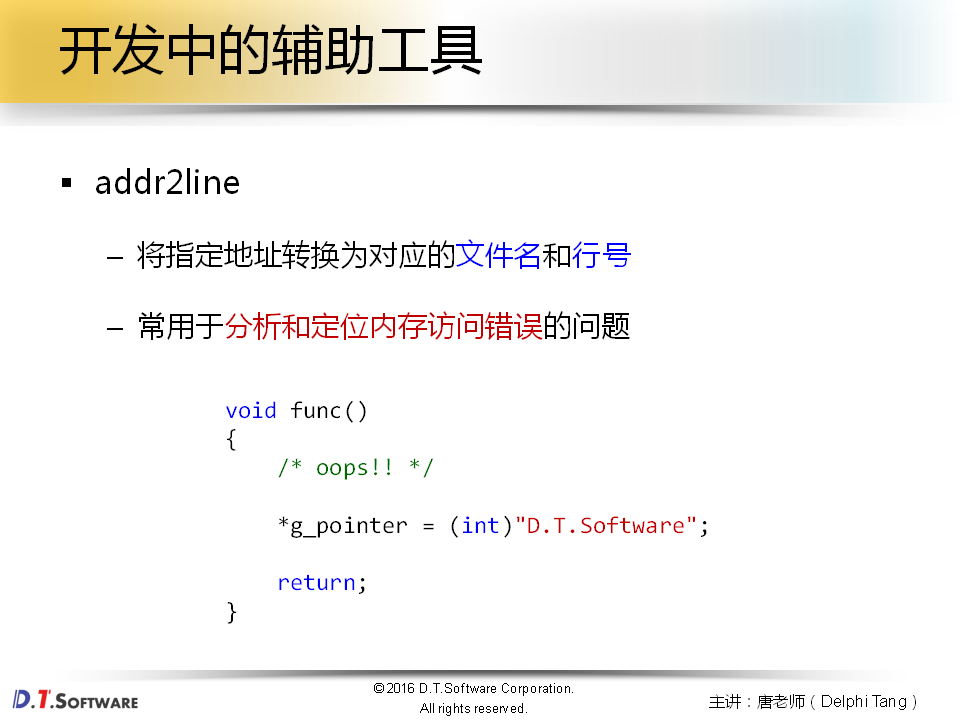 开发中的辅助工具
▪ addr2line
– 将指定地址转换为对应的文件名和行号
– 常用于分析和定位内存访问错误的问题
void func()
{
    /* oops!! */
    *g_pointer = (int)"D.T.Software";
    return;
}
D.T.SOFTWARE
©2016 D.T.Software Corporation.
All rights reserved.
主讲：唐老师（Delphi Tang）